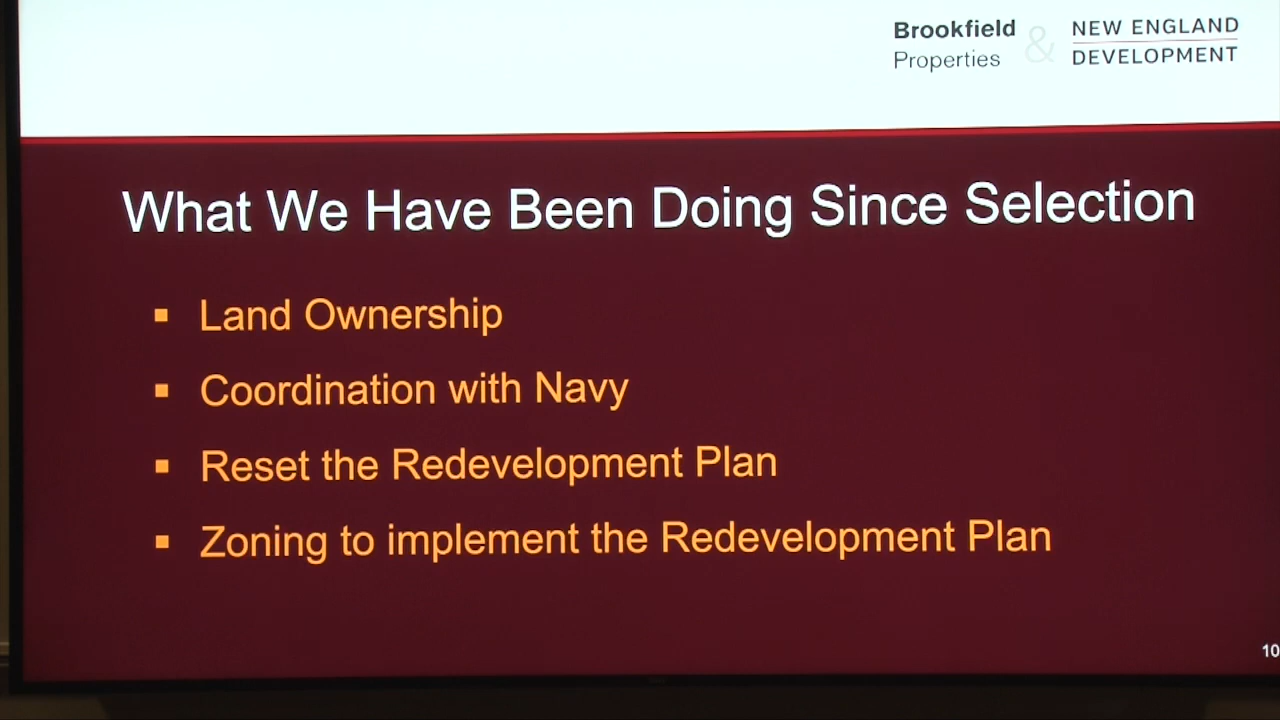 Brookfield
Properties
&
NEW ENGLAND
DEVELOPMENT
What We Have Been Doing Since Selection
▪ Land Ownership
▪ Coordination with Navy
▪ Reset the Redevelopment Plan
▪ Zoning to implement the Redevelopment Plan
10